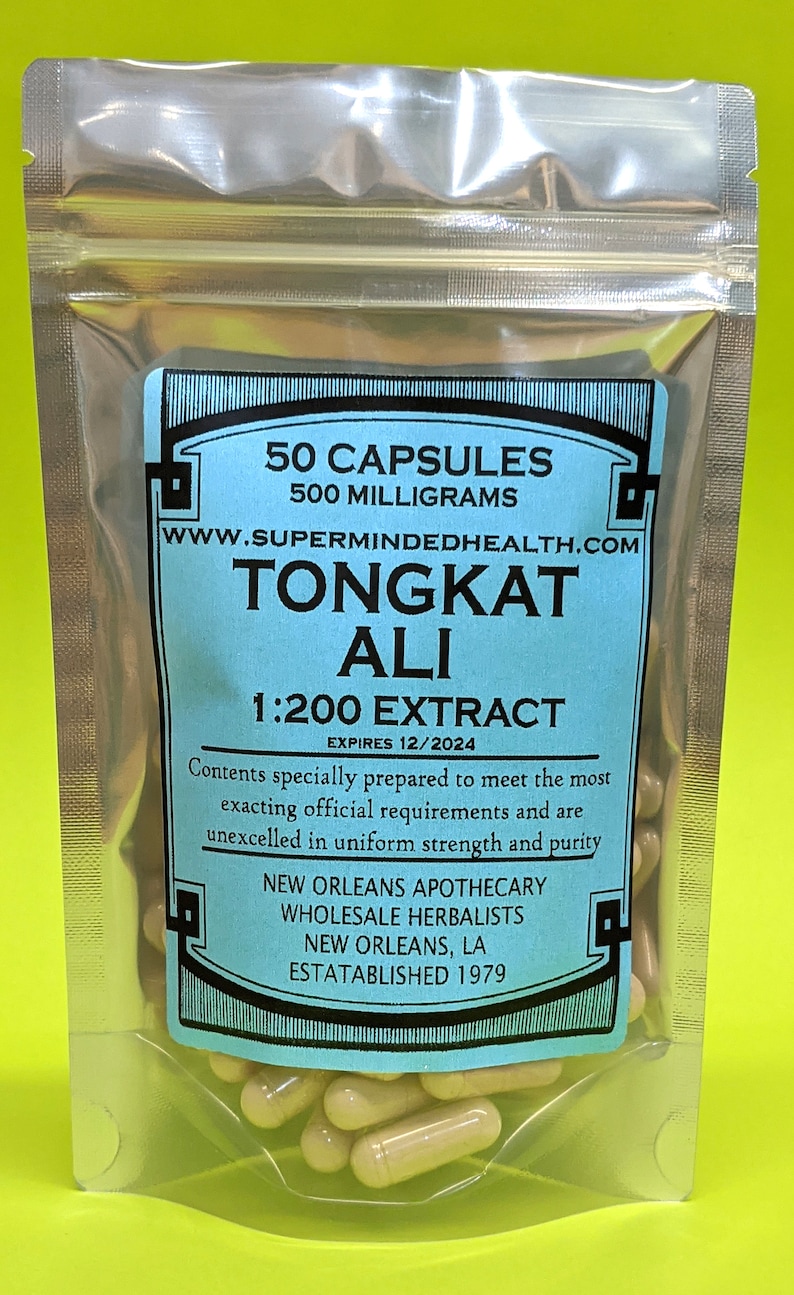 50 CAPSULES
500 MILLIGRAMS
WWW.SUPERMINDEDHEALTH.COM
TONGKAT
ALI
1:200 EXTRACT
EXPIRES 12/2024
Contents specially prepared to meet the most
exacting official requirements and are
unexcelled in uniform strength and purity
NEW ORLEANS APOTHECARY
WHOLESALE HERBALISTS
NEW ORLEANS, LA
ESTATABLISHED 1979